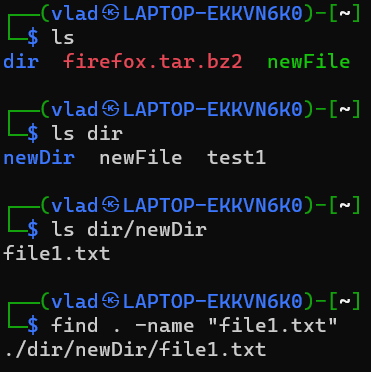 ┌──(vlad㉿LAPTOP-EKKVN6K0)-[~]
└─$ ls
dir  firefox.tar.bz2  newFile
┌──(vlad㉿LAPTOP-EKKVN6K0)-[~]
└─$ ls dir
newDir  newFile  test1
┌──(vlad㉿LAPTOP-EKKVN6K0)-[~]
└─$ ls dir/newDir
file1.txt
┌──(vlad㉿LAPTOP-EKKVN6K0)-[~]
└─$ find . -name "file1.txt"
./dir/newDir/file1.txt